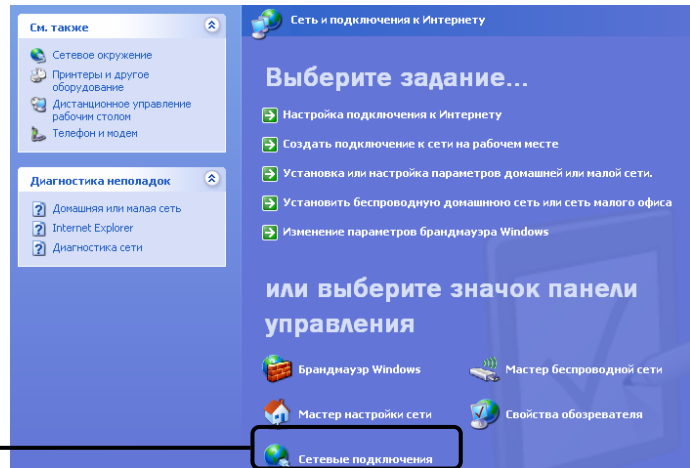 См. также
Сетевое окружение
Принтеры и другое
оборудование
Дистанционное управление
рабочим столом
Телефон и модем
Диагностика неполадок
Домашняя или малая сеть
Internet Explorer
Диагностика сети
Сеть и подключения к Интернету
Выберите задание...
Настройка подключения к Интернету
Создать подключение к сети на рабочем месте
Установка или настройка параметров домашней или малой сети.
Установить беспроводную домашнюю сеть или сеть малого офиса
Изменение параметров брандмауэра Windows
или выберите значок панели
управления
Брандмауэр Windows
Мастер беспроводной сети
Мастер настройки сети
Свойства обозревателя
Сетевые подключения